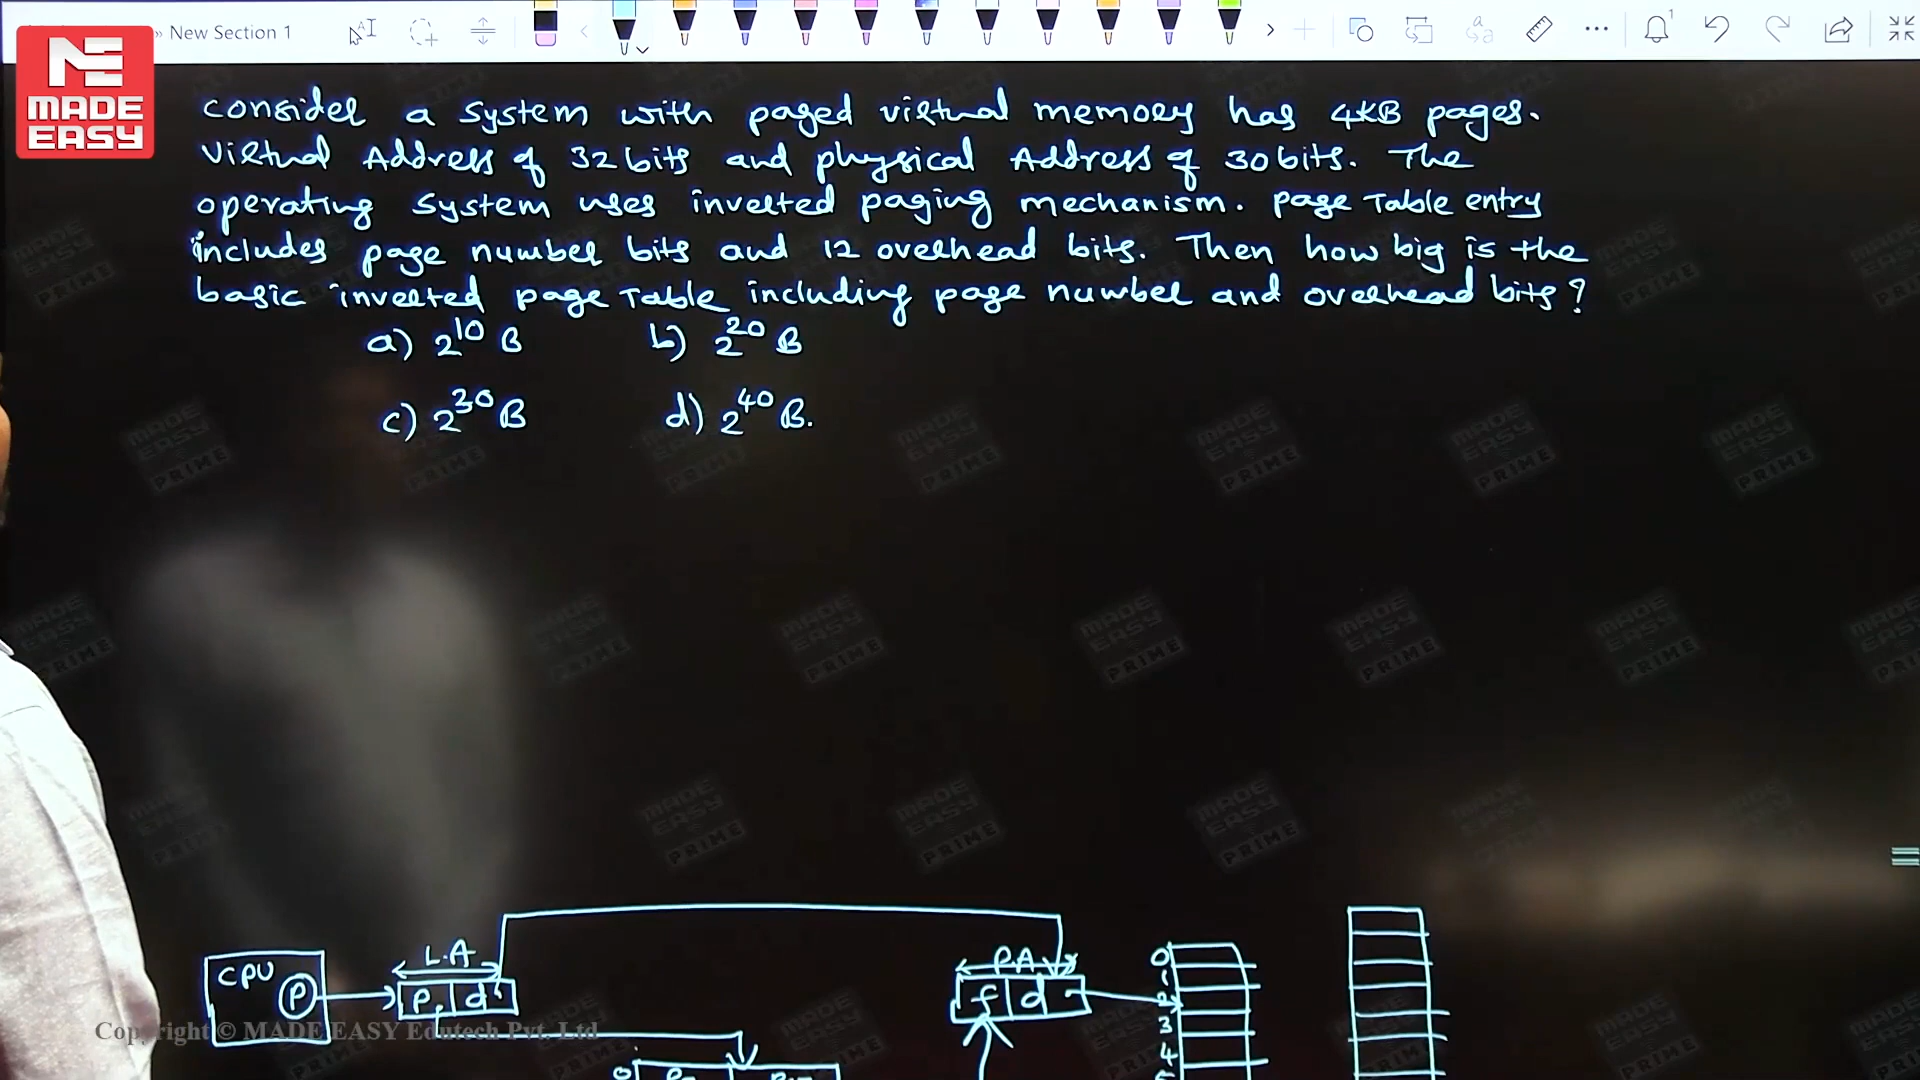 » New Section 1
MADE EASY
consider a system with paged virtual memory has 4KB pages.
Virtual Address of 32 bits and physical Address of 30 bits. The
operating system uses inverted paging mechanism. page Table entry
includes page number bits and 12 overhead bits. Then how big is the
basic inverted page Table including page number and overhead bits?
a) 2^10 B b) 2^20 B
c) 2^30 B d) 2^40 B.
L.A
P.A
CPU P
P d
f d
0
1
2
3
4
0
Copyright © MADE EASY Edutech Pvt. Ltd
MADE EASY PRIME